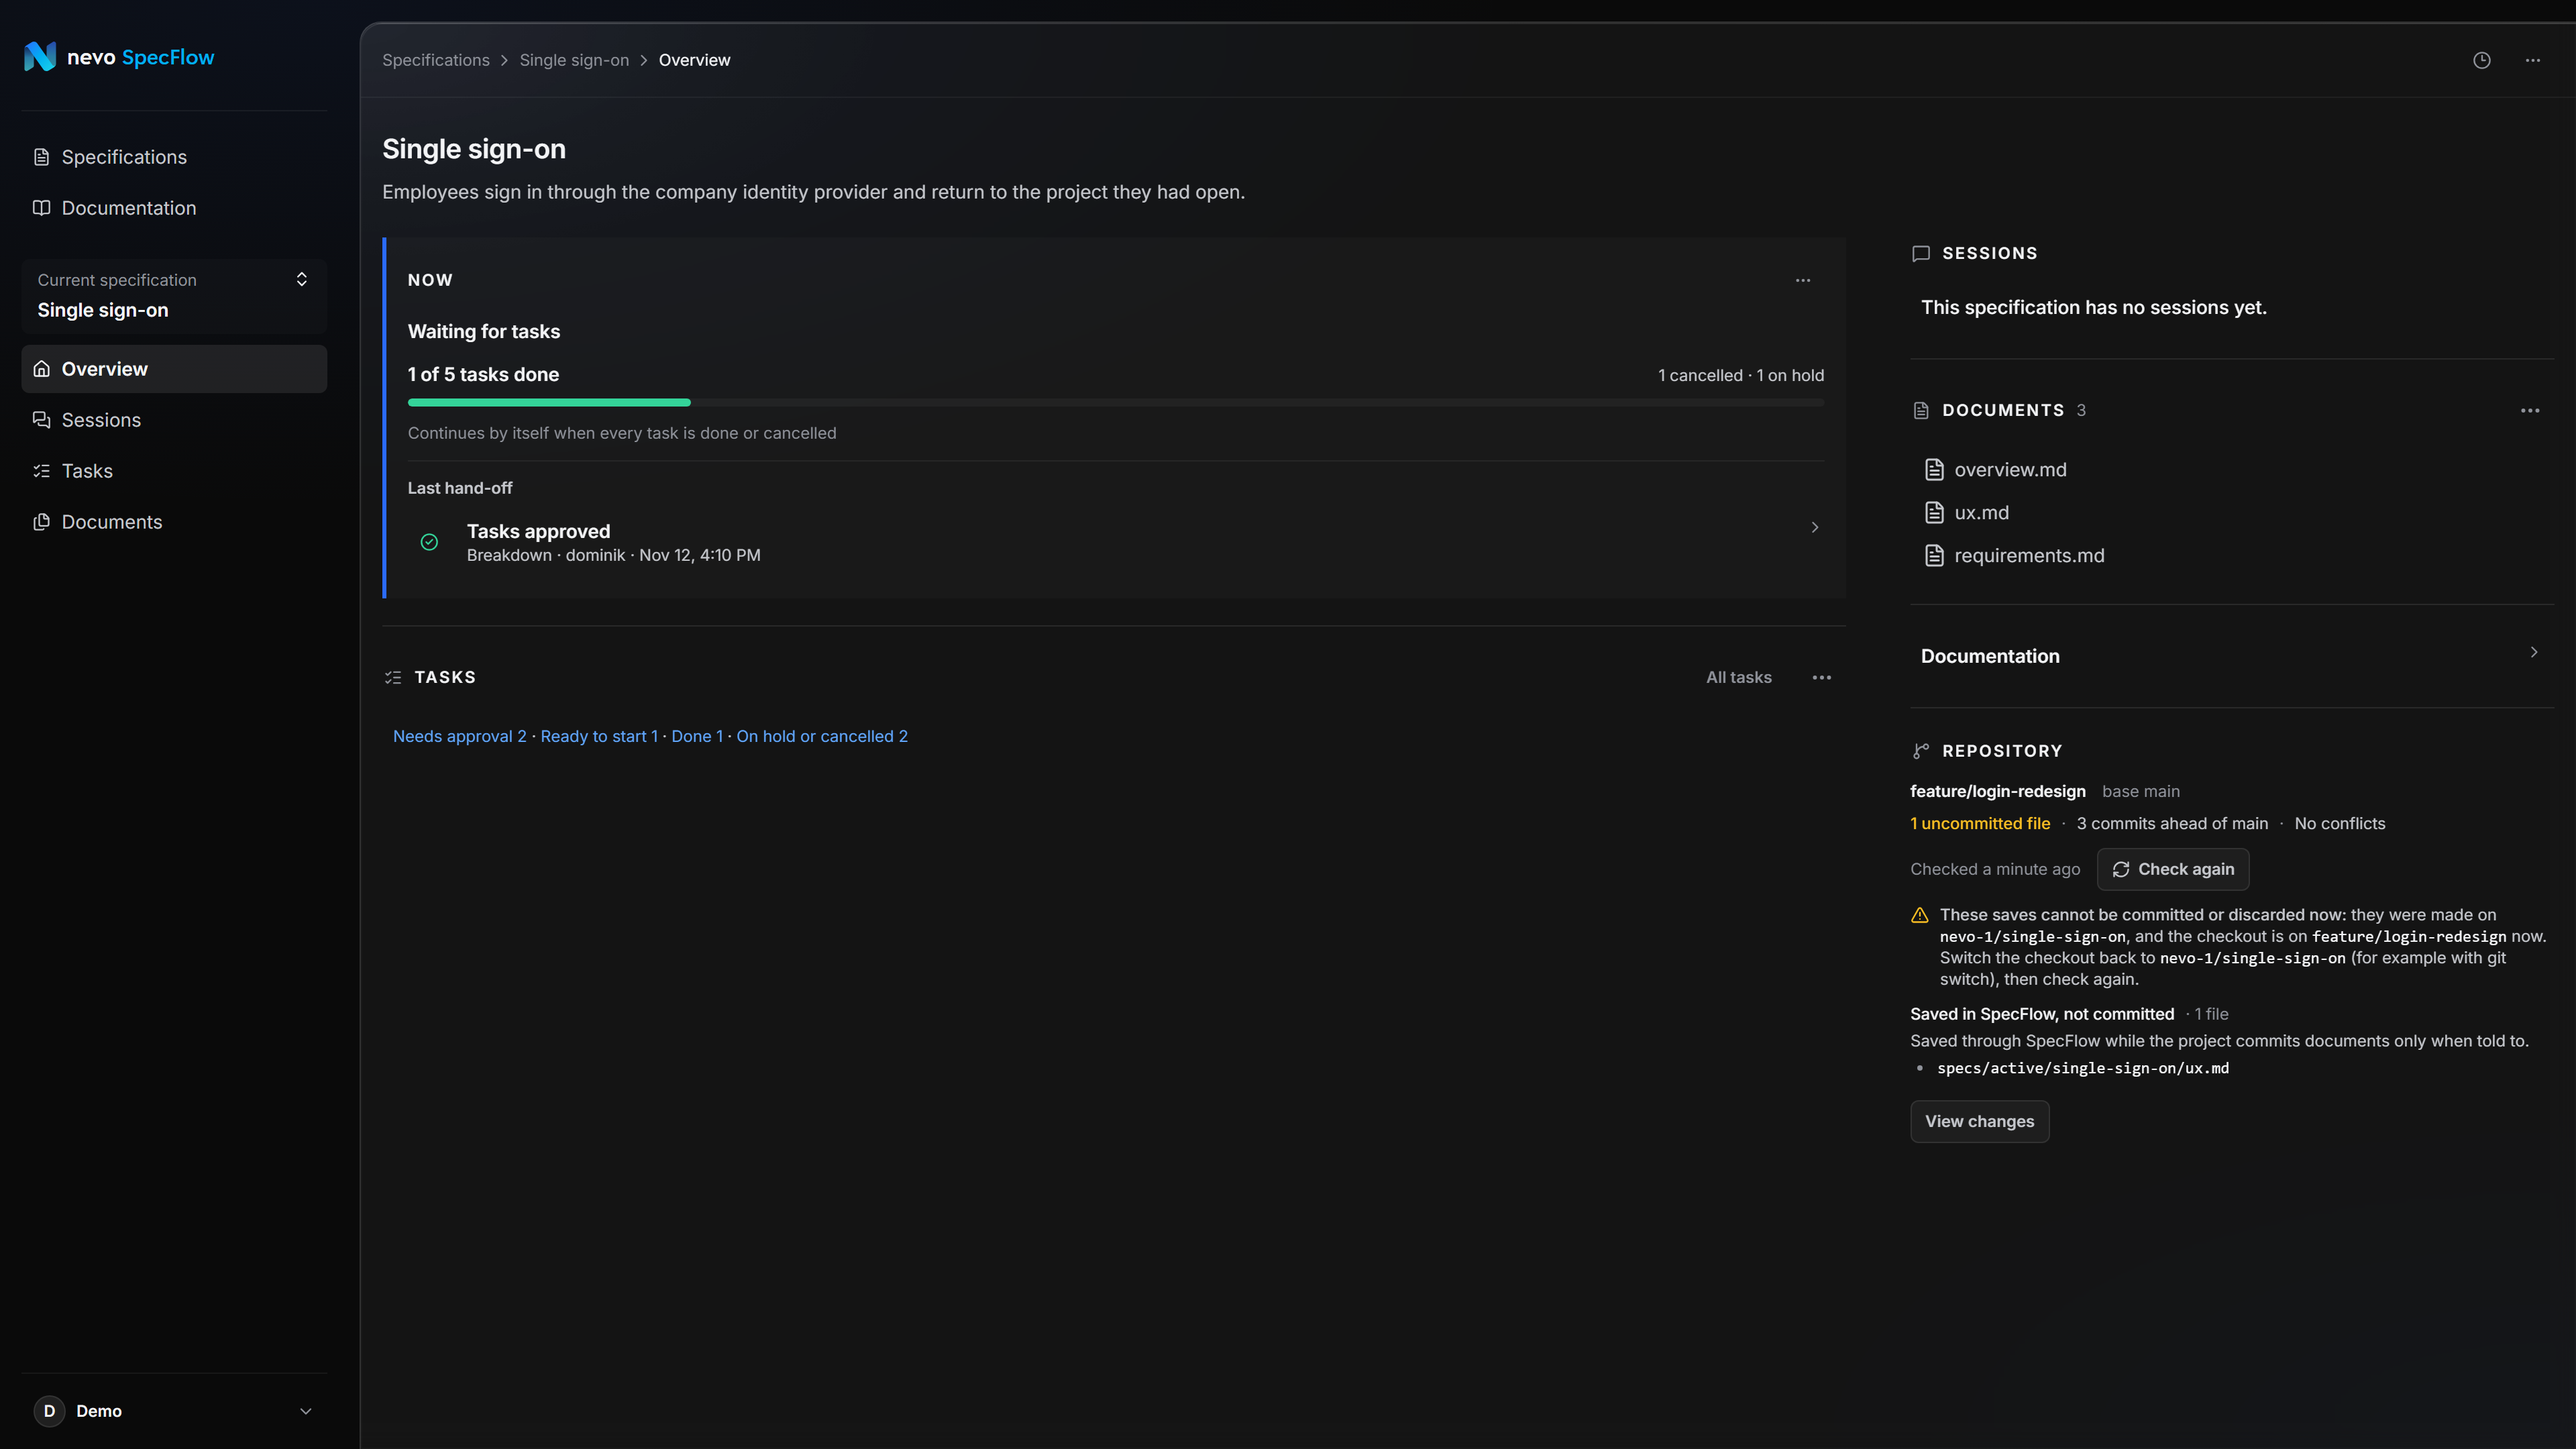 nevo SpecFlow
Specifications
Documentation
Current specification
Single sign-on
Overview
Sessions
Tasks
Documents
D Demo
Specifications > Single sign-on > Overview
Single sign-on
Employees sign in through the company identity provider and return to the project they had open.
NOW
Waiting for tasks
1 of 5 tasks done
1 cancelled · 1 on hold
Continues by itself when every task is done or cancelled
Last hand-off
Tasks approved
Breakdown · dominik · Nov 12, 4:10 PM
TASKS
All tasks
Needs approval 2 · Ready to start 1 · Done 1 · On hold or cancelled 2
SESSIONS
This specification has no sessions yet.
DOCUMENTS 3
overview.md
ux.md
requirements.md
Documentation
REPOSITORY
feature/login-redesign base main
1 uncommitted file · 3 commits ahead of main · No conflicts
Checked a minute ago
Check again
These saves cannot be committed or discarded now: they were made on
nevo-1/single-sign-on, and the checkout is on feature/login-redesign now.
Switch the checkout back to nevo-1/single-sign-on (for example with git
switch), then check again.
Saved in SpecFlow, not committed · 1 file
Saved through SpecFlow while the project commits documents only when told to.
• specs/active/single-sign-on/ux.md
View changes